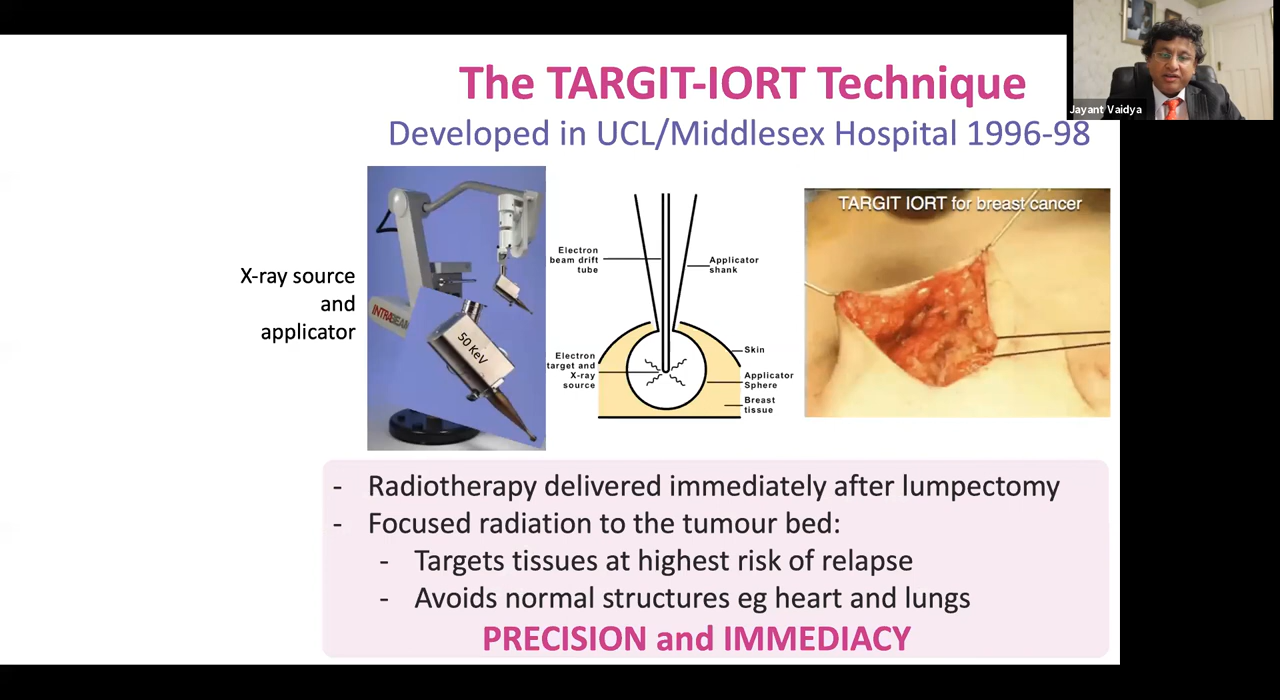 The TARGIT-IORT Technique
Developed in UCL/Middlesex Hospital 1996-98
Jayant Vaidya
X-ray source
and
applicator
INTRABEAM
50 KeV
Electron
beam drift
tube
Applicator
shank
Electron
target and
X-ray
source
Skin
Applicator
Sphere
Breast
tissue
TARGIT IORT for breast cancer
- Radiotherapy delivered immediately after lumpectomy
- Focused radiation to the tumour bed:
- Targets tissues at highest risk of relapse
- Avoids normal structures eg heart and lungs
PRECISION and IMMEDIACY